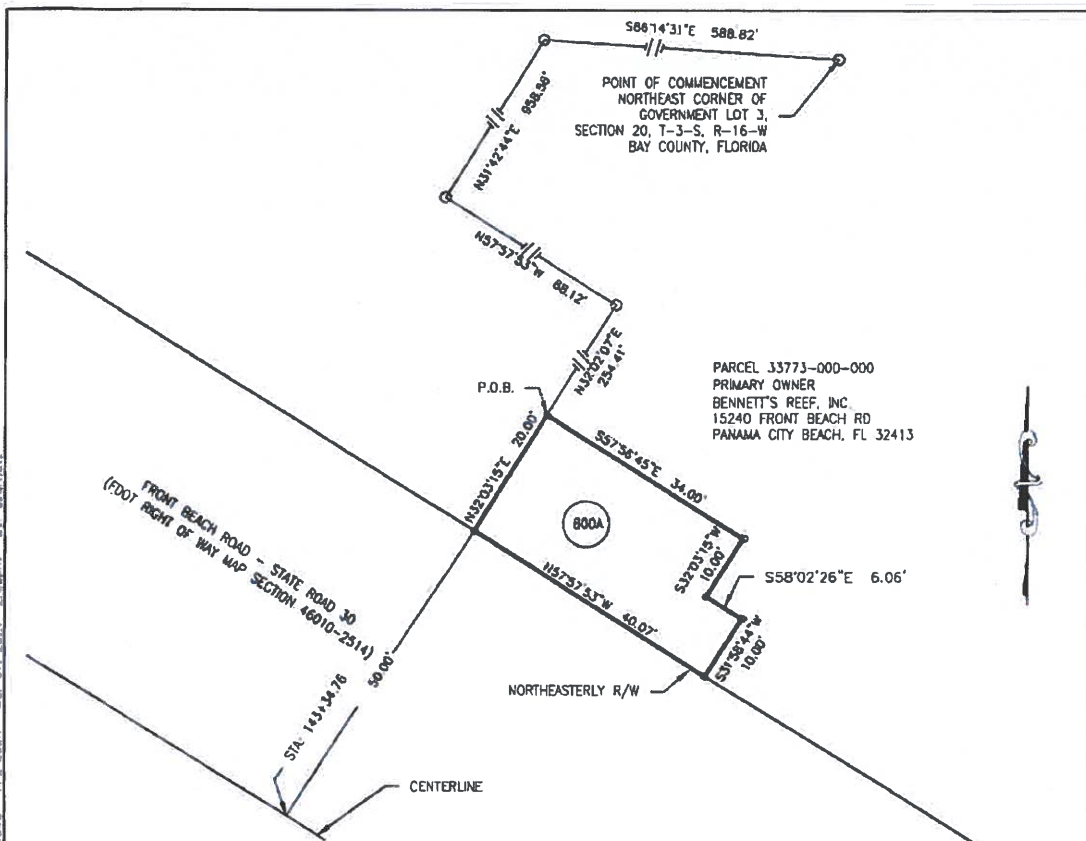 S86°14'31"E 588.82'
POINT OF COMMENCEMENT
NORTHEAST CORNER OF
GOVERNMENT LOT 3,
SECTION 20, T-3-S, R-16-W
BAY COUNTY, FLORIDA
N31°42'44"E 958.56'
N57°57'53"W 68.12'
N32°02'07"E
254.41'
PARCEL 33773-000-000
PRIMARY OWNER
BENNETT'S REEF, INC.
15240 FRONT BEACH RD
PANAMA CITY BEACH, FL 32413
P.O.B.
N32°03'15"E 20.00'
S57°56'45"E 34.00'
800A
S32°03'15"W
10.00'
S58°02'26"E 6.06'
FRONT BEACH ROAD - STATE ROAD 30
(FDOT RIGHT OF WAY MAP SECTION 46010-2514)
N57°57'53"W 40.07'
S31°58'44"W
10.00'
NORTHEASTERLY R/W
50.00'
STA: 143+34.76
CENTERLINE